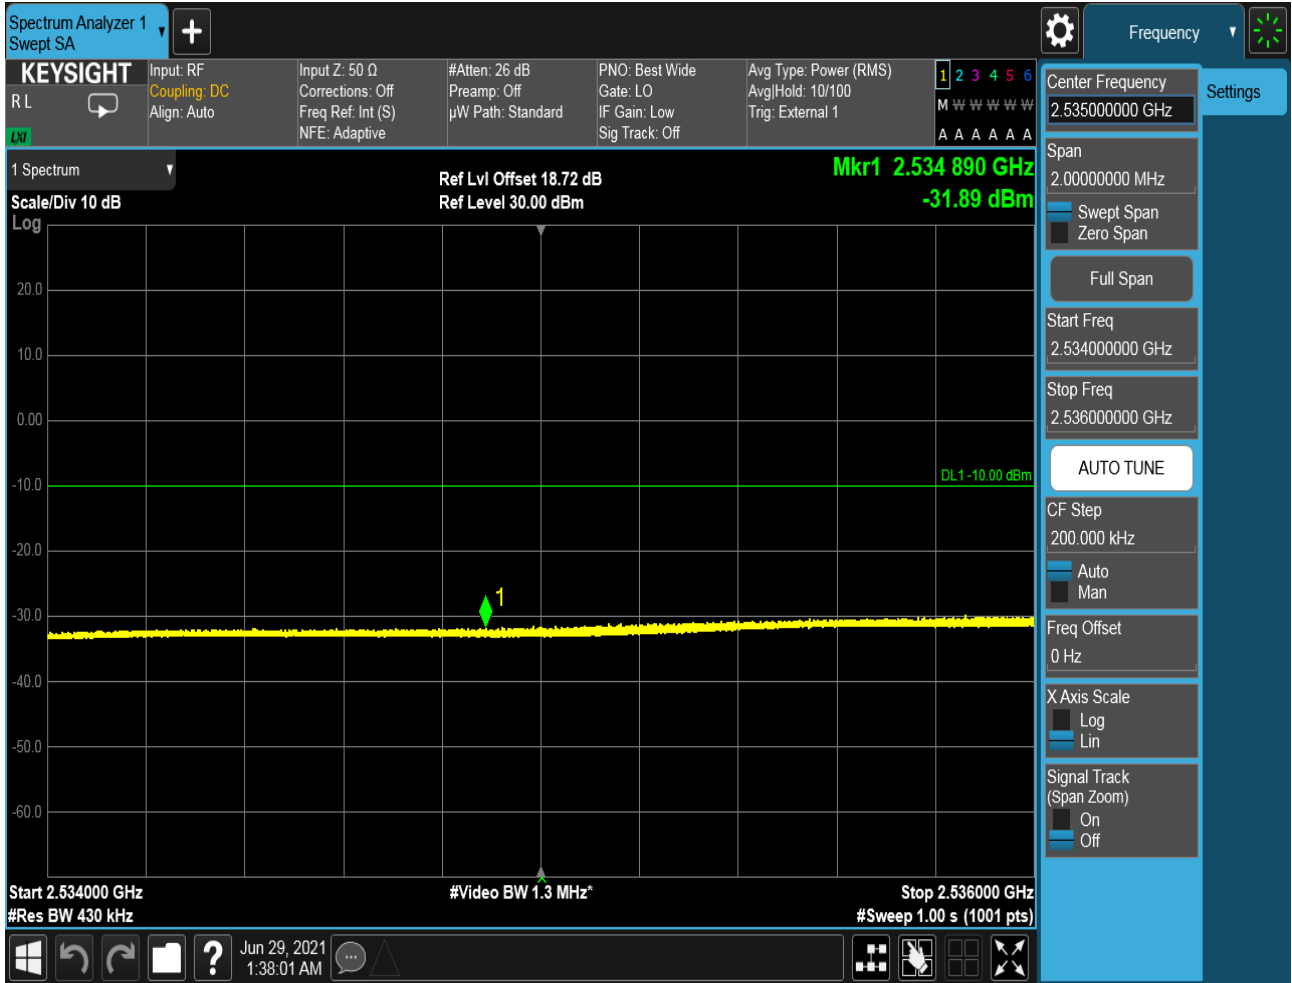 Spectrum Analyzer 1
Swept SA
Frequency
KEYSIGHT
R L
LXI
Input: RF
Coupling: DC
Align: Auto
Input Z: 50 Ω
Corrections: Off
Freq Ref: Int (S)
NFE: Adaptive
#Atten: 26 dB
Preamp: Off
µW Path: Standard
PNO: Best Wide
Gate: LO
IF Gain: Low
Sig Track: Off
Avg Type: Power (RMS)
Avg|Hold: 10/100
Trig: External 1
1 2 3 4 5 6
M W W W W W
A A A A A A
1 Spectrum
Scale/Div 10 dB
Log
Ref Lvl Offset 18.72 dB
Ref Level 30.00 dBm
Mkr1 2.534 890 GHz
-31.89 dBm
20.0
10.0
0.00
-10.0
DL1 -10.00 dBm
-20.0
1
-30.0
-40.0
-50.0
-60.0
Start 2.534000 GHz
#Res BW 430 kHz
#Video BW 1.3 MHz*
Stop 2.536000 GHz
#Sweep 1.00 s (1001 pts)
Center Frequency
2.535000000 GHz
Settings
Span
2.00000000 MHz
Swept Span
Zero Span
Full Span
Start Freq
2.534000000 GHz
Stop Freq
2.536000000 GHz
AUTO TUNE
CF Step
200.000 kHz
Auto
Man
Freq Offset
0 Hz
X Axis Scale
Log
Lin
Signal Track
(Span Zoom)
On
Off
?
Jun 29, 2021
1:38:01 AM